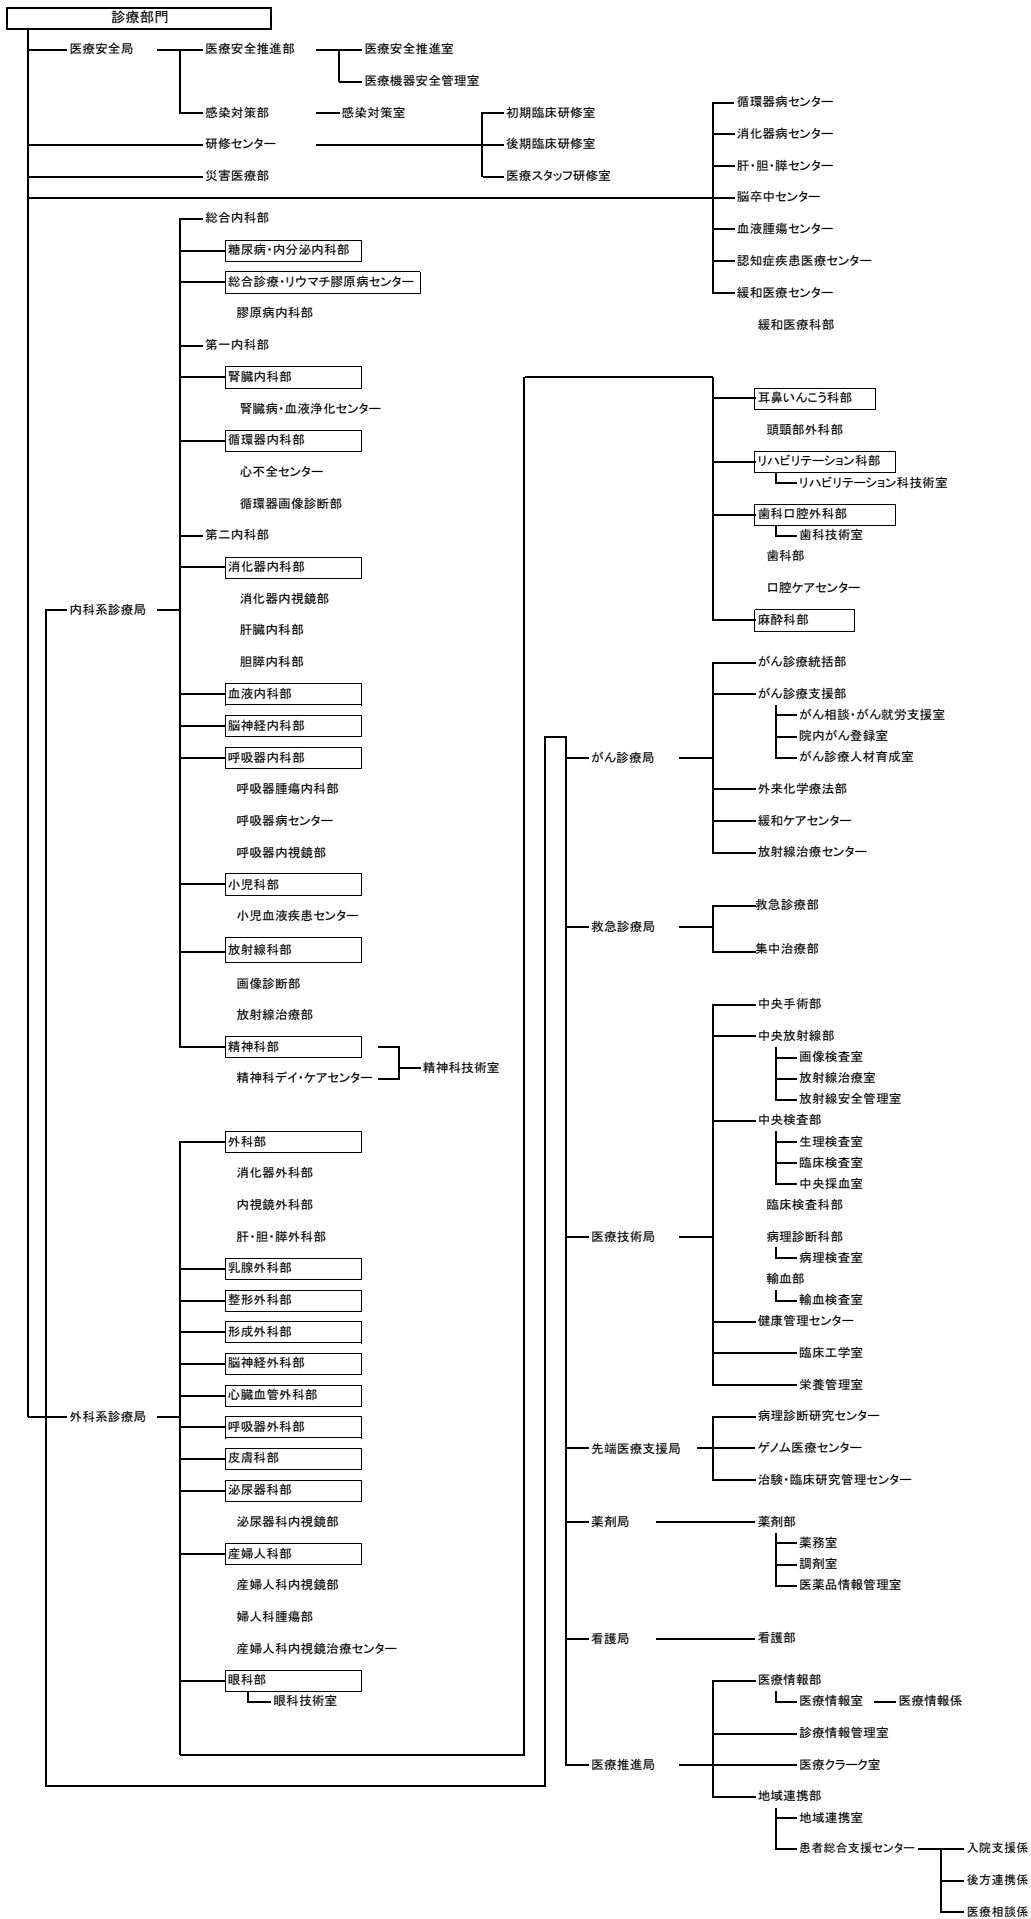 診療部門
医療安全局
医療安全推進部
医療安全推進室
医療機器安全管理室
感染対策部
感染対策室
研修センター
初期臨床研修室
後期臨床研修室
医療スタッフ研修室
災害医療部
循環器病センター
消化器病センター
肝・胆・膵センター
脳卒中センター
血液腫瘍センター
認知症疾患医療センター
緩和医療センター
緩和医療科部
内科系診療局
総合内科部
糖尿病・内分泌内科部
総合診療・リウマチ膠原病センター
膠原病内科部
第一内科部
腎臓内科部
腎臓病・血液浄化センター
循環器内科部
心不全センター
循環器画像診断部
第二内科部
消化器内科部
消化器内視鏡部
肝臓内科部
胆膵内科部
血液内科部
脳神経内科部
呼吸器内科部
呼吸器腫瘍内科部
呼吸器病センター
呼吸器内視鏡部
小児科部
小児血液疾患センター
放射線科部
画像診断部
放射線治療部
精神科部
精神科デイ・ケアセンター
精神科技術室
外科系診療局
外科部
消化器外科部
内視鏡外科部
肝・胆・膵外科部
乳腺外科部
整形外科部
形成外科部
脳神経外科部
心臓血管外科部
呼吸器外科部
皮膚科部
泌尿器科部
泌尿器科内視鏡部
産婦人科部
産婦人科内視鏡部
婦人科腫瘍部
産婦人科内視鏡治療センター
眼科部
眼科技術室
耳鼻いんこう科部
頭頸部外科部
リハビリテーション科部
リハビリテーション科技術室
歯科口腔外科部
歯科技術室
歯科部
口腔ケアセンター
麻酔科部
がん診療局
がん診療統括部
がん診療支援部
がん相談・がん就労支援室
院内がん登録室
がん診療人材育成室
外来化学療法部
緩和ケアセンター
放射線治療センター
救急診療局
救急診療部
集中治療部
医療技術局
中央手術部
中央放射線部
画像検査室
放射線治療室
放射線安全管理室
中央検査部
生理検査室
臨床検査室
中央採血室
臨床検査科部
病理診断科部
病理検査室
輸血部
輸血検査室
健康管理センター
臨床工学室
栄養管理室
先端医療支援局
病理診断研究センター
ゲノム医療センター
治験・臨床研究管理センター
薬剤局
薬剤部
薬務室
調剤室
医薬品情報管理室
看護局
看護部
医療推進局
医療情報部
医療情報室
医療情報係
診療情報管理室
医療クラーク室
地域連携部
地域連携室
患者総合支援センター
入院支援係
後方連携係
医療相談係